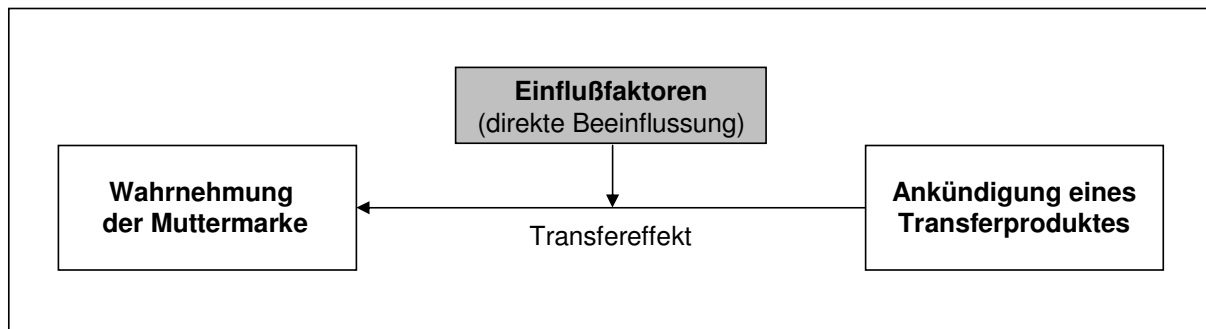 Einflußfaktoren
(direkte Beeinflussung)
Wahrnehmung
der Muttermarke
Ankündigung eines
Transferproduktes
Transfereffekt